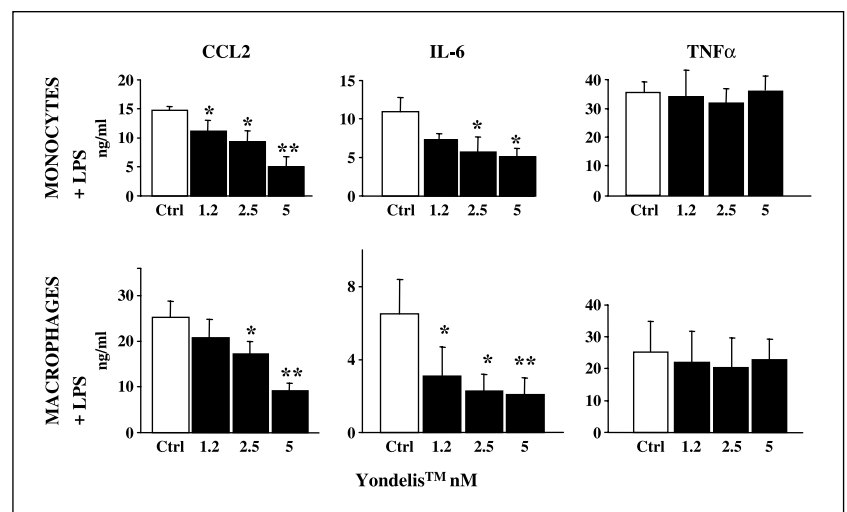 CCL2 IL-6 TNFα
MONOCYTES
+ LPS
ng/ml
20
15
10
5
0
* * **
Ctrl 1.2 2.5 5
15
10
5
0
* *
Ctrl 1.2 2.5 5
40
30
20
10
0
Ctrl 1.2 2.5 5
MACROPHAGES
+ LPS
ng/ml
30
20
10
0
* **
Ctrl 1.2 2.5 5
8
4
0
* * **
Ctrl 1.2 2.5 5
40
30
20
10
0
Ctrl 1.2 2.5 5
Yondelis™ nM